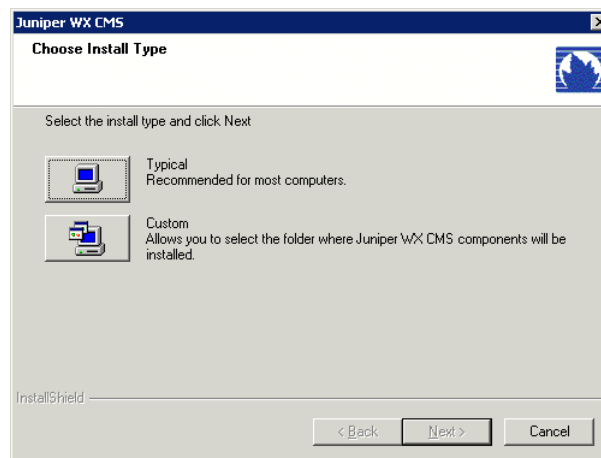 Juniper WX CMS
Choose Install Type
Select the install type and click Next
Typical
Recommended for most computers.
Custom
Allows you to select the folder where Juniper WX CMS components will be
installed.
InstallShield
< Back
Next >
Cancel